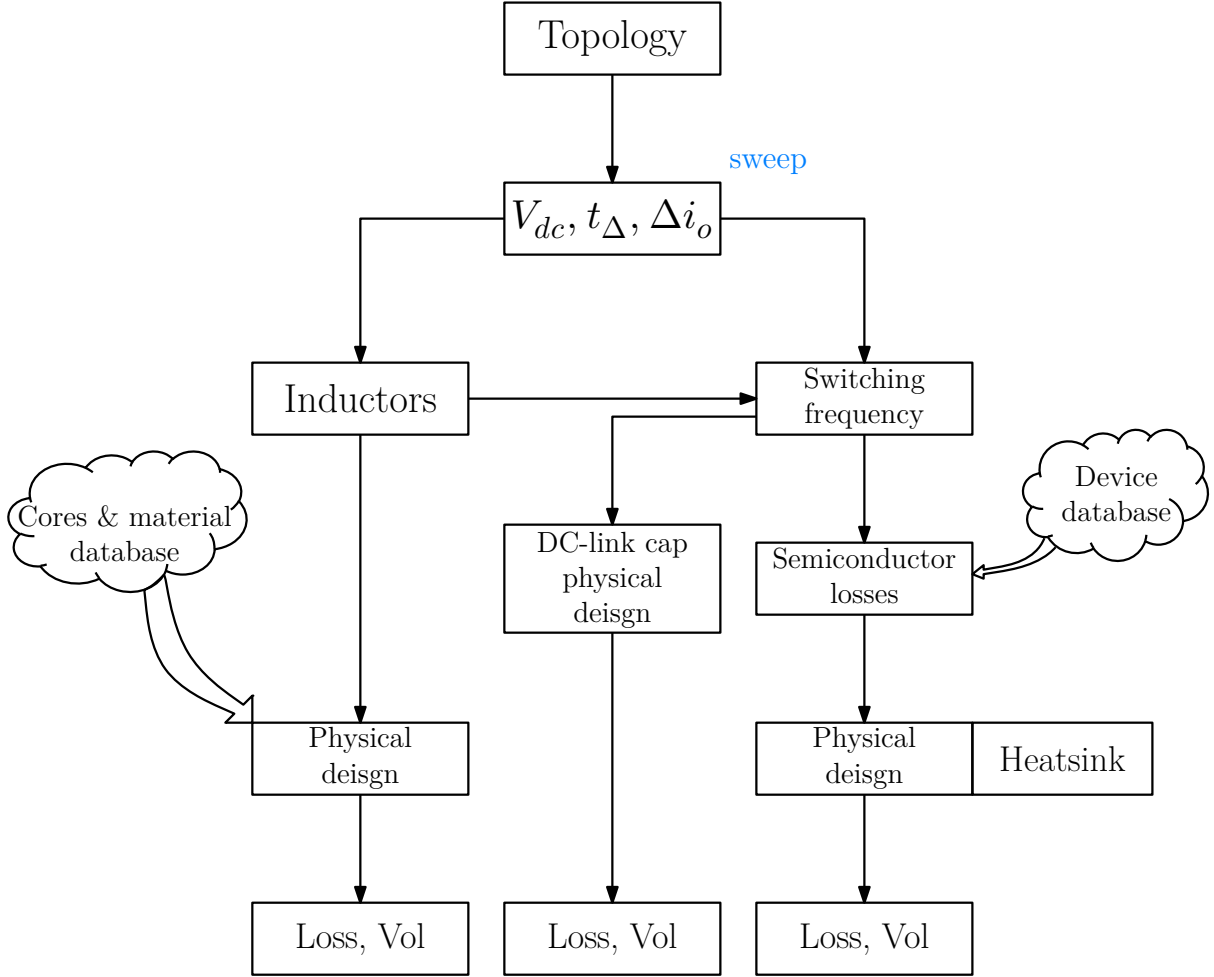 Topology
sweep
V_{dc}, t_Δ, Δi_o
Inductors
Switching
frequency
Cores & material
database
Device
database
DC-link cap
physical
deisgn
Semiconductor
losses
Physical
deisgn
Physical
deisgn
Heatsink
Loss, Vol
Loss, Vol
Loss, Vol